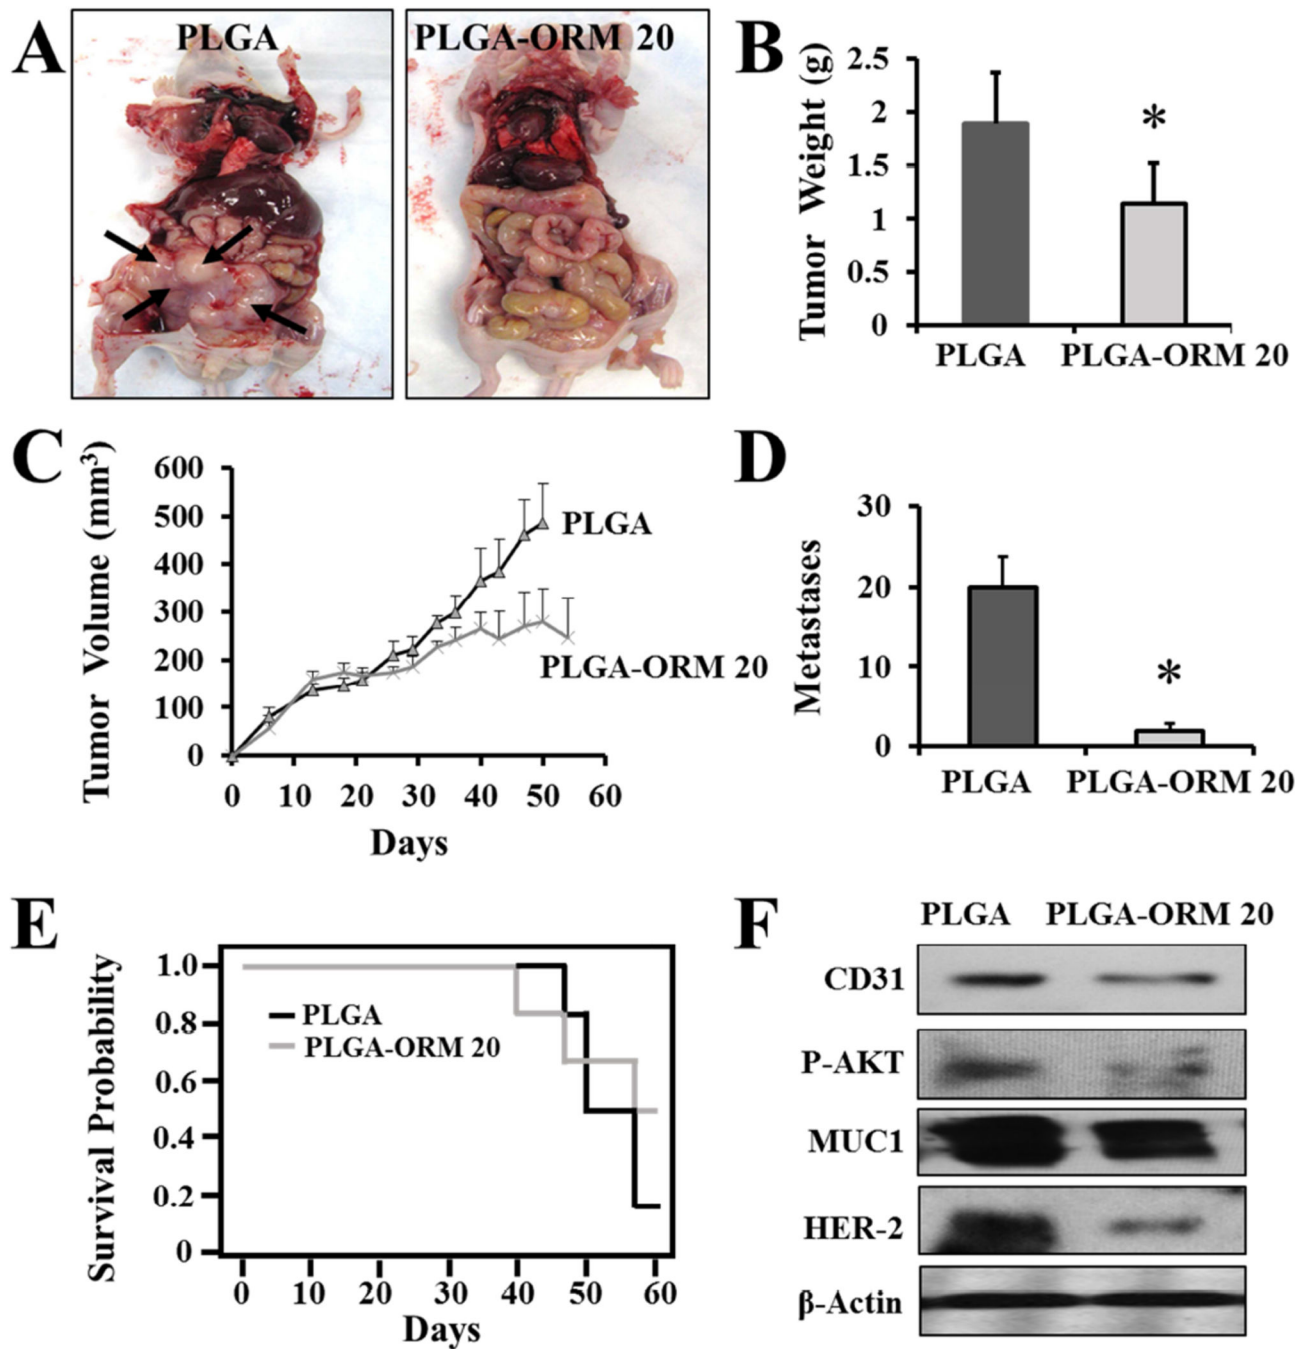 A
PLGA
PLGA-ORM 20
B
Tumor Weight (g)
2.5
2
1.5
1
0.5
0
PLGA
PLGA-ORM 20
*
C
Tumor Volume (mm³)
600
500
400
300
200
100
0
0 10 20 30 40 50 60
Days
PLGA
PLGA-ORM 20
D
Metastases
30
20
10
0
PLGA
PLGA-ORM 20
*
E
Survival Probability
1.0
0.8
0.6
0.4
0.2
0
PLGA
PLGA-ORM 20
0 10 20 30 40 50 60
Days
F
PLGA PLGA-ORM 20
CD31
P-AKT
MUC1
HER-2
β-Actin